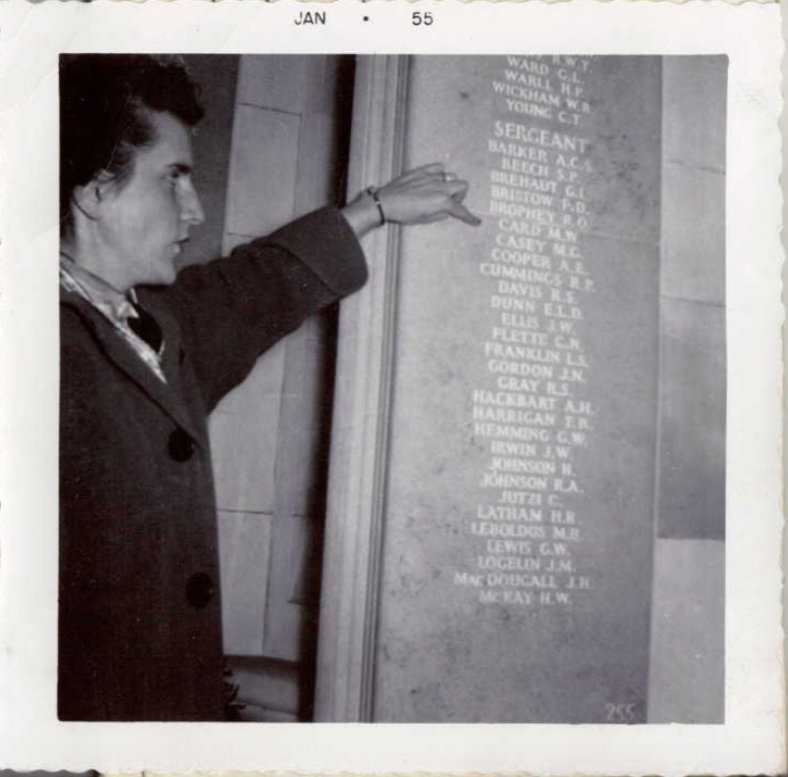 JAN • 55
R.W.T.
WARD G.L.
WARLL H.P.
WICKHAM W.R.
YOUNG C.T.
SERGEANT
BARKER A.C.A.
BEECH S.F.
BREHAUT G.L.
BRISTOW F.D.
BROPHEY R.O.
CARD M.W.
CASEY M.G.
COOPER A.E.
CUMMINGS R.P.
DAVIS R.E.
DUNN E.L.D.
ELLIS J.W.
FLETTE C.N.
FRANKLIN L.S.
GORDON J.N.
GRAY R.S.
HACKBART A.H.
HARRIGAN T.R.
HEMMING G.W.
IRWIN J.W.
JOHNSON H.
JOHNSON R.A.
JUTZI C.
LATHAM H.R.
LEBOLDUS M.B.
LEWIS G.W.
LOGELIN J.M.
MacDOUGALL J.H.
McKAY H.W.
255